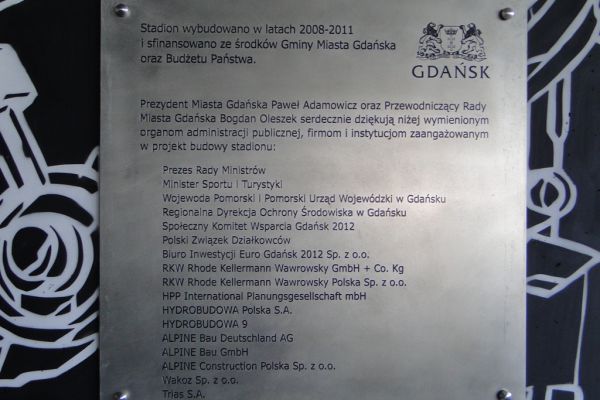 Stadion wybudowano w latach 2008-2011
i sfinansowano ze środków Gminy Miasta Gdańska
oraz Budżetu Państwa.
GDAŃSK
Prezydent Miasta Gdańska Paweł Adamowicz oraz Przewodniczący Rady
Miasta Gdańska Bogdan Oleszek serdecznie dziękują niżej wymienionym
organom administracji publicznej, firmom i instytucjom zaangażowanym
w projekt budowy stadionu:
Prezes Rady Ministrów
Minister Sportu i Turystyki
Wojewoda Pomorski i Pomorski Urząd Wojewódzki w Gdańsku
Regionalna Dyrekcja Ochrony Środowiska w Gdańsku
Społeczny Komitet Wsparcia Gdańsk 2012
Polski Związek Działkowców
Biuro Inwestycji Euro Gdańsk 2012 Sp. z o.o.
RKW Rhode Kellermann Wawrowsky GmbH + Co. Kg
RKW Rhode Kellermann Wawrowsky Polska Sp. z o.o.
HPP International Planungsgesellschaft mbH
HYDROBUDOWA Polska S.A.
HYDROBUDOWA 9
ALPINE Bau Deutschland AG
ALPINE Bau GmbH
ALPINE Construction Polska Sp. z o.o.
Wakoz Sp. z o.o.
Trias S.A.